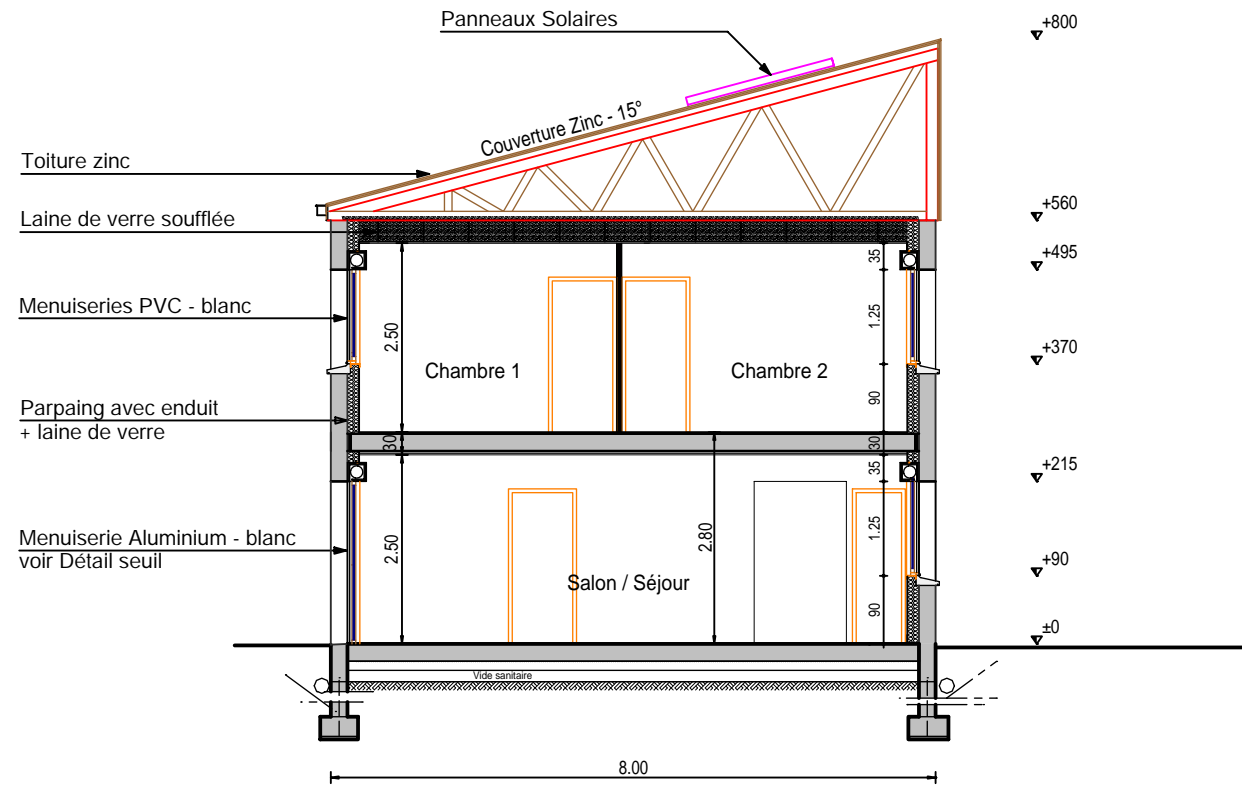 Panneaux Solaires
+800
Couverture Zinc - 15°
Toiture zinc
Laine de verre soufflée
+560
35
+495
Menuiseries PVC - blanc
2.50
1.25
+370
Chambre 1
Chambre 2
Parpaing avec enduit
+ laine de verre
90
30
30
35
+215
Menuiserie Aluminium - blanc
voir Détail seuil
2.50
2.80
1.25
+90
Salon / Séjour
90
±0
Vide sanitaire
8.00